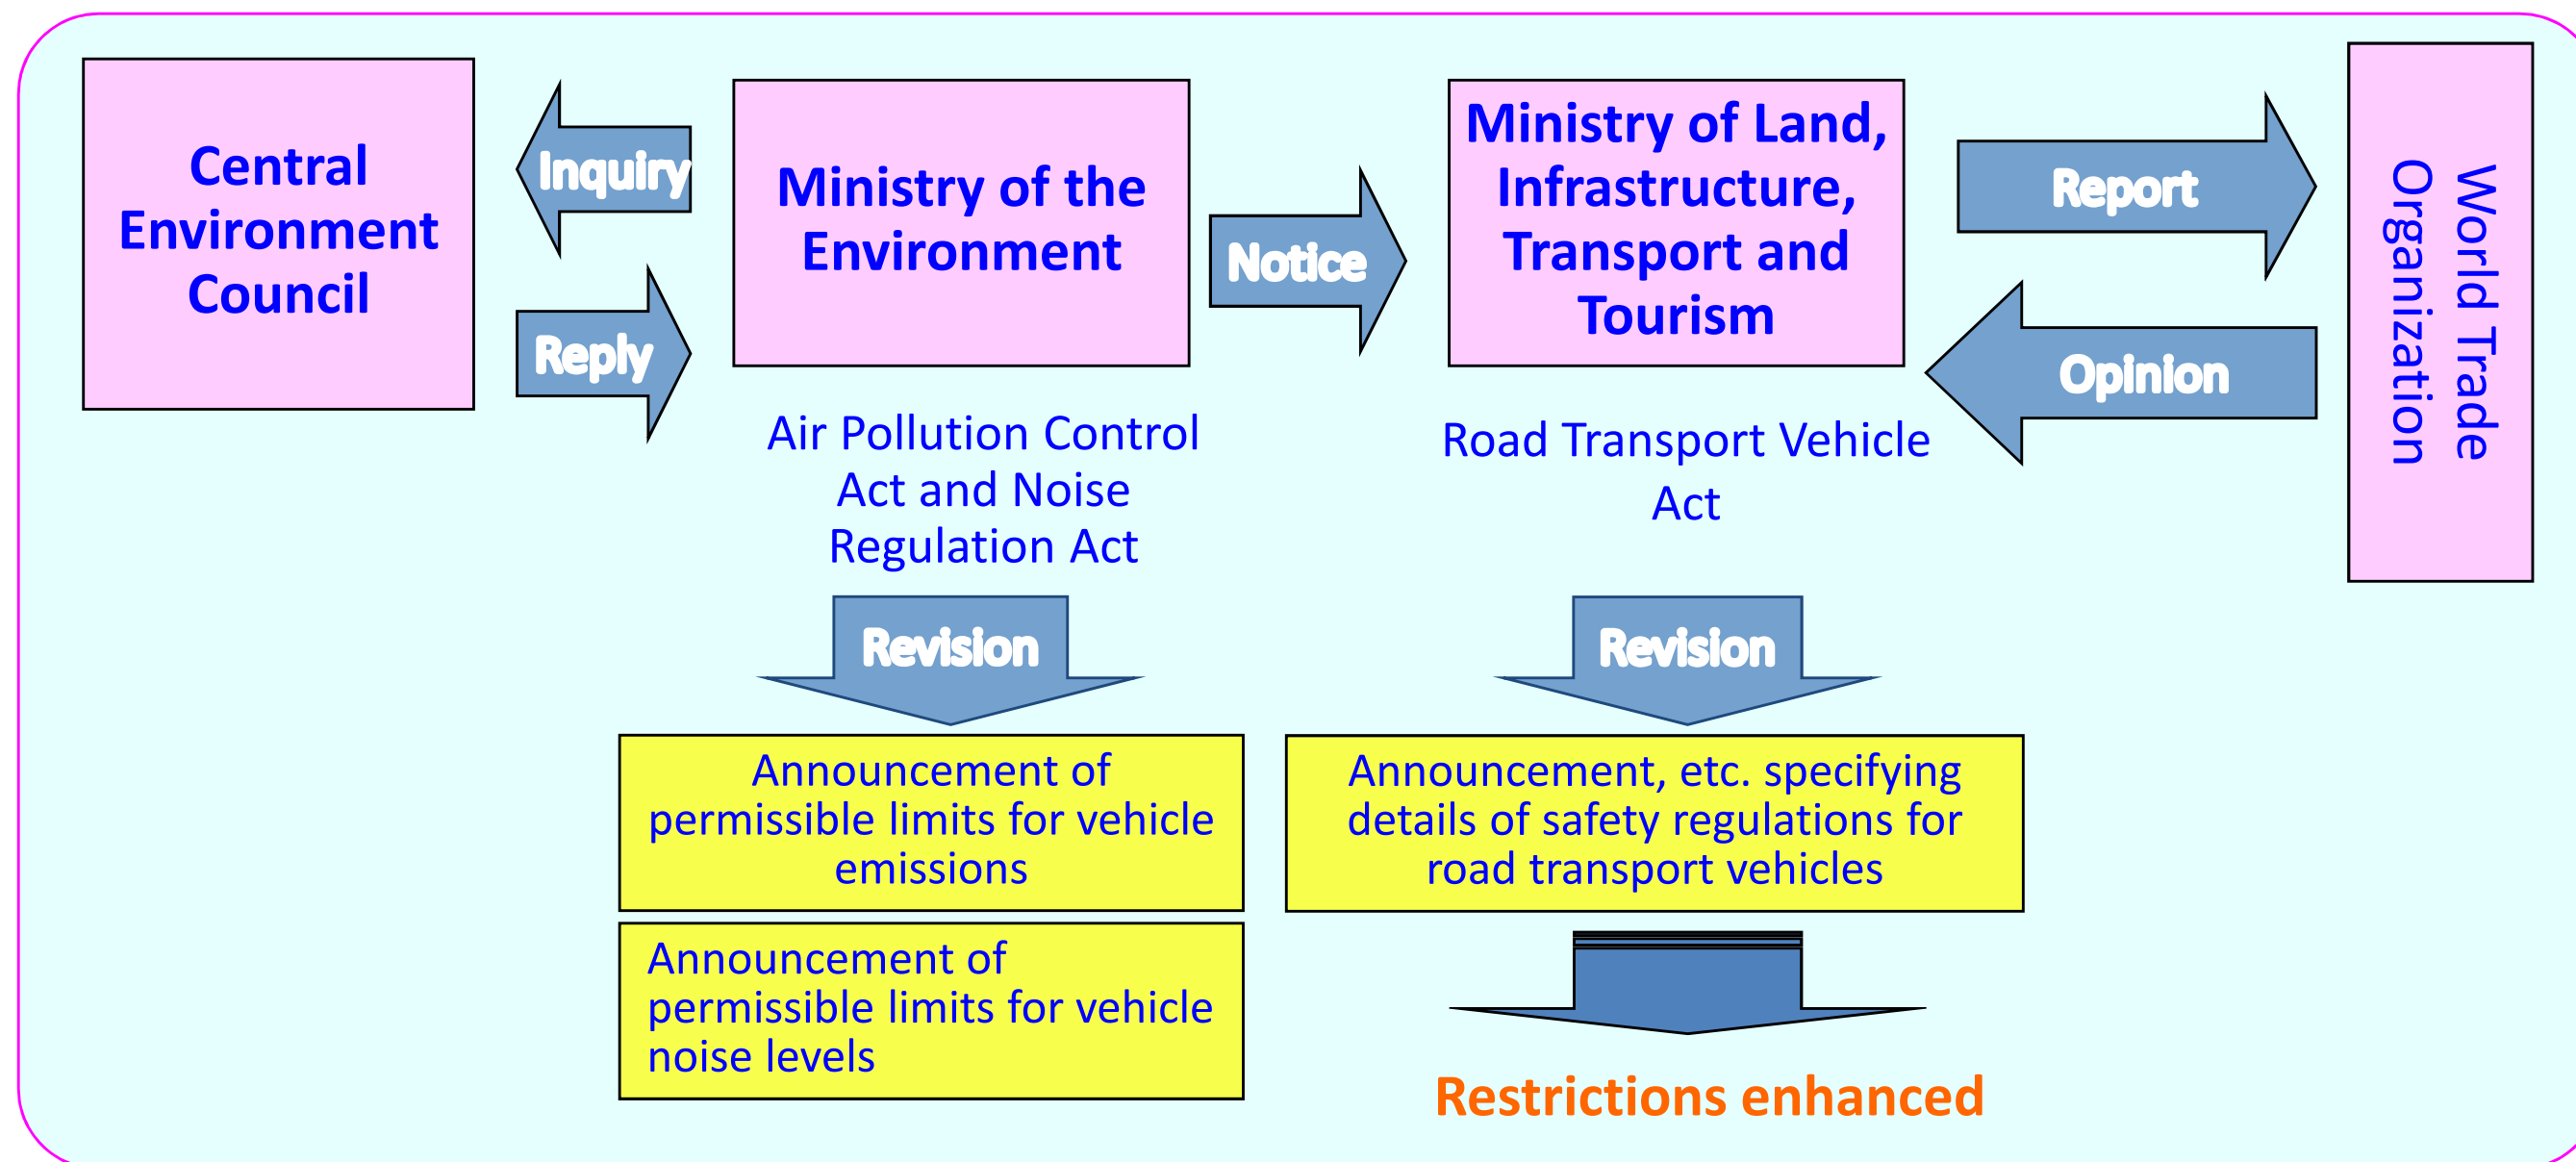 Central
Environment
Council
Inquiry
Reply
Ministry of the
Environment
Notice
Ministry of Land,
Infrastructure,
Transport and
Tourism
Report
Opinion
World Trade
Organization
Air Pollution Control
Act and Noise
Regulation Act
Road Transport Vehicle
Act
Revision
Revision
Announcement of
permissible limits for vehicle
emissions
Announcement, etc. specifying
details of safety regulations for
road transport vehicles
Announcement of
permissible limits for vehicle
noise levels
Restrictions enhanced